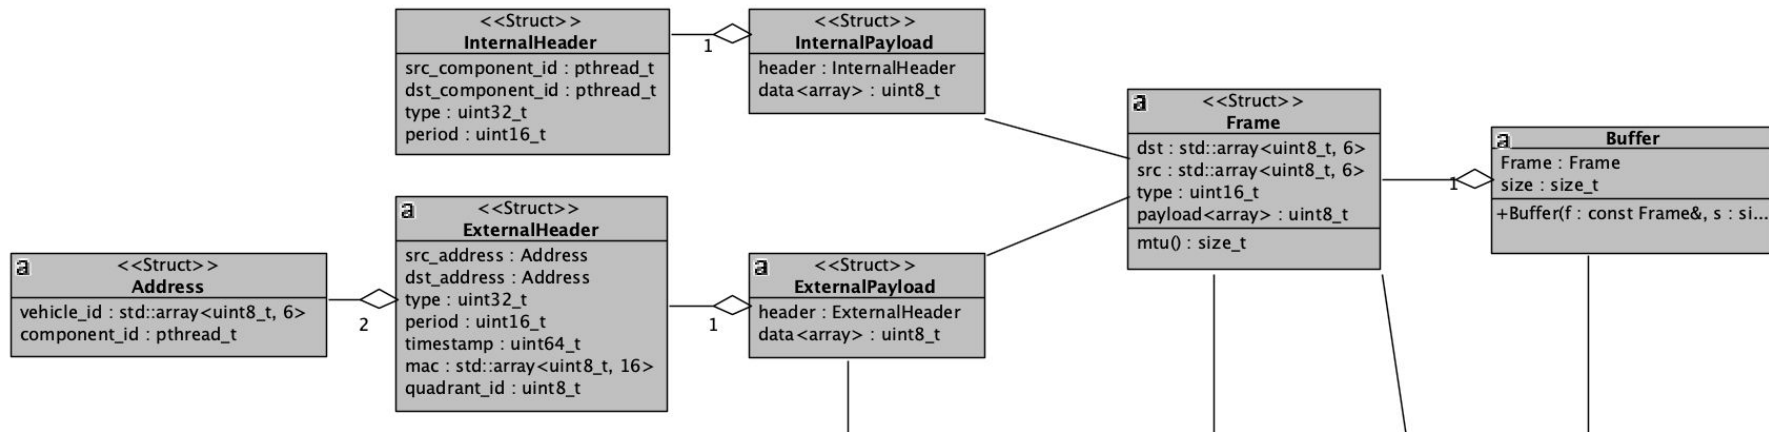 <<Struct>>
InternalHeader
src_component_id : pthread_t
dst_component_id : pthread_t
type : uint32_t
period : uint16_t
1
<<Struct>>
InternalPayload
header : InternalHeader
data<array> : uint8_t
a
<<Struct>>
Address
vehicle_id : std::array<uint8_t, 6>
component_id : pthread_t
2
a
<<Struct>>
ExternalHeader
src_address : Address
dst_address : Address
type : uint32_t
period : uint16_t
timestamp : uint64_t
mac : std::array<uint8_t, 16>
quadrant_id : uint8_t
1
a
<<Struct>>
ExternalPayload
header : ExternalHeader
data<array> : uint8_t
a
<<Struct>>
Frame
dst : std::array<uint8_t, 6>
src : std::array<uint8_t, 6>
type : uint16_t
payload<array> : uint8_t
mtu() : size_t
1
a
Buffer
Frame : Frame
size : size_t
+Buffer(f : const Frame&, s : si...